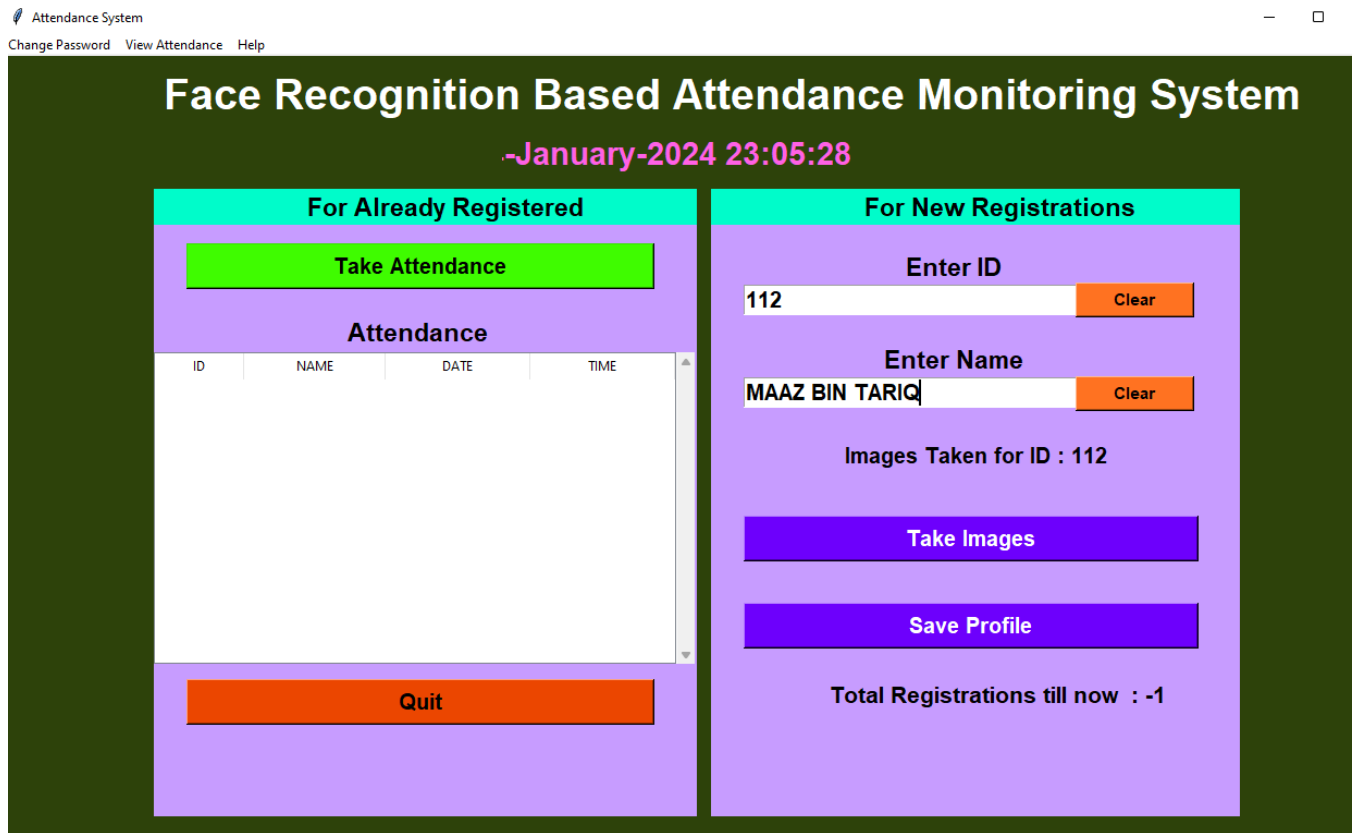 Attendance System
Change Password View Attendance Help
Face Recognition Based Attendance Monitoring System
-January-2024 23:05:28
For Already Registered
Take Attendance
Attendance
ID NAME DATE TIME
Quit
For New Registrations
Enter ID
112 Clear
Enter Name
MAAZ BIN TARIQ Clear
Images Taken for ID : 112
Take Images
Save Profile
Total Registrations till now : -1